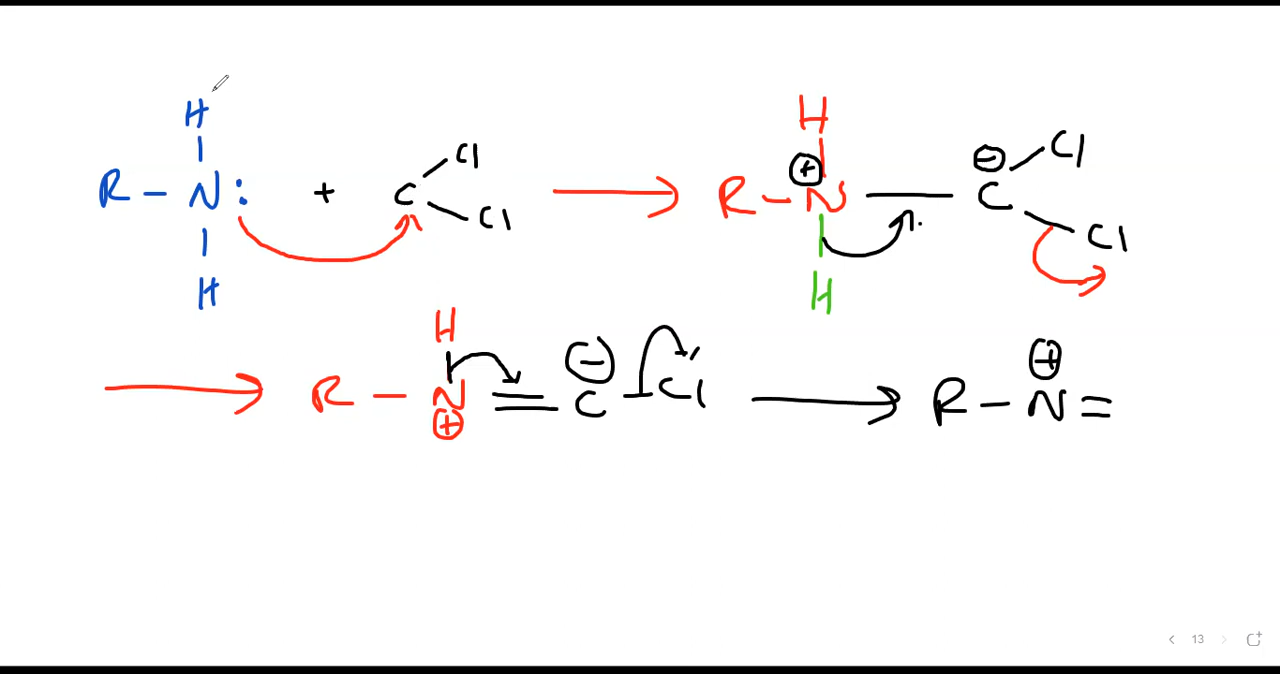 H H
Cl Cl
R – N : + C ⟶ R – N ⊕ — C ⊖
Cl Cl
H H
H
⟶ R – N ⊕ = C ⊖ – Cl ⟶ R – N ⊕ =
13